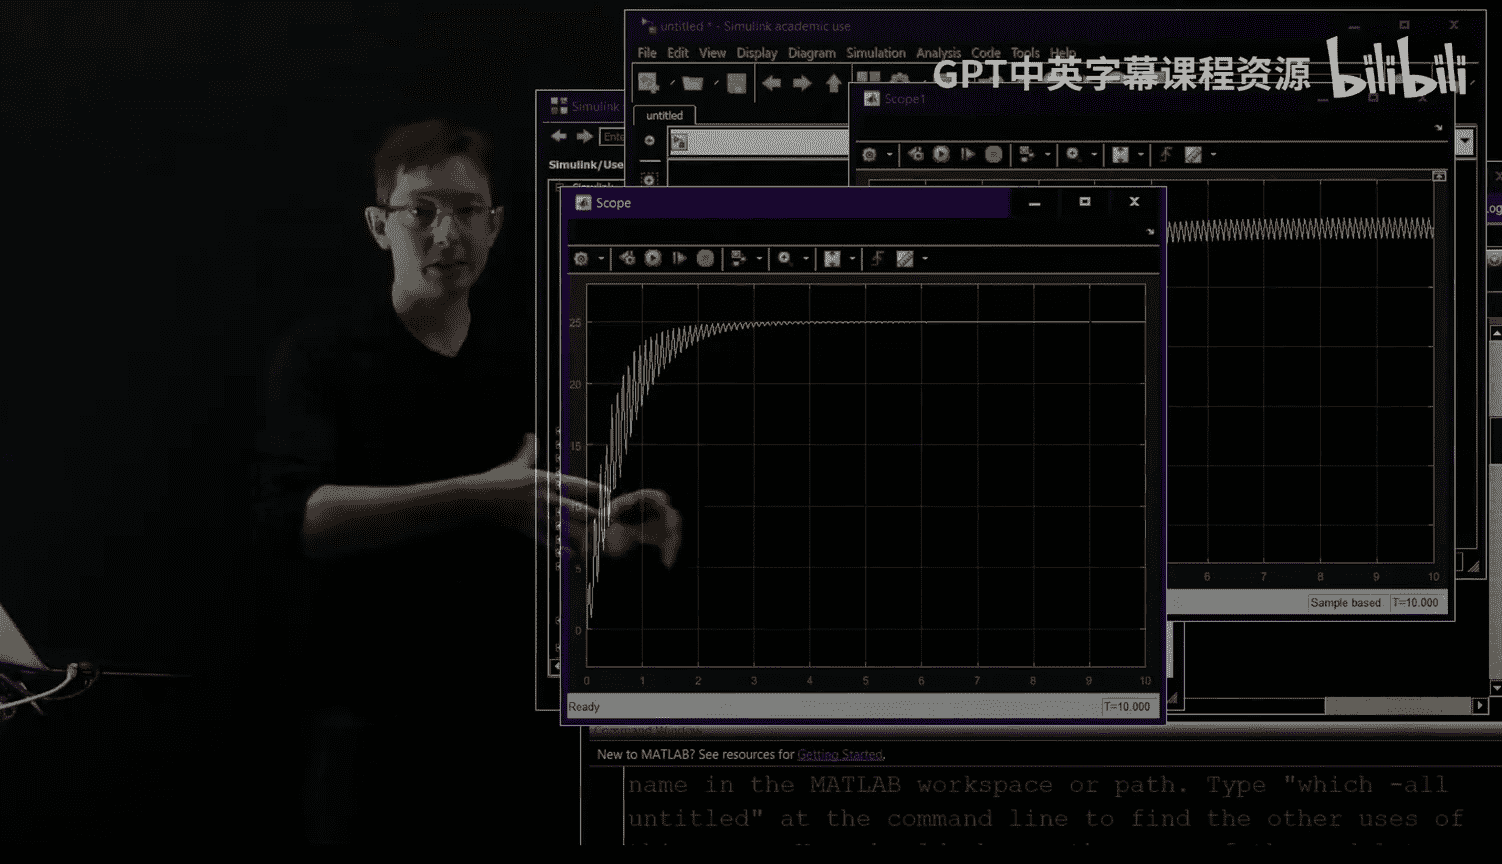 untitled * - Simulink academic use
File Edit View Display Diagram Simulation Analysis Code Tools Help
GPT中英字幕课程资源 bilibili
Simulink
Scope1
untitled
Ente
Simulink/Use
Scope
25
20
15
5
0
0 1 2 3 4 5 6 7 8 9 10
6 7 8 9 10
Sample based T=10.000
Ready T=10.000
Command Window
New to MATLAB? See resources for Getting Started.
name in the MATLAB workspace or path. Type "which -all
untitled" at the command line to find the other uses of